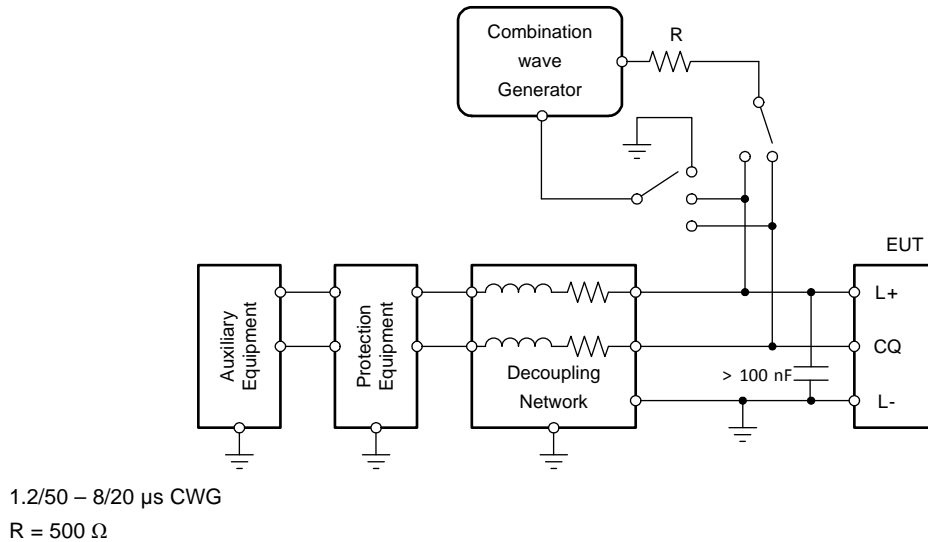 Combination
wave
Generator
R
EUT
L+
CQ
L-
> 100 nF
Auxiliary
Equipment
Protection
Equipment
Decoupling
Network
1.2/50 – 8/20 μs CWG
R = 500 Ω